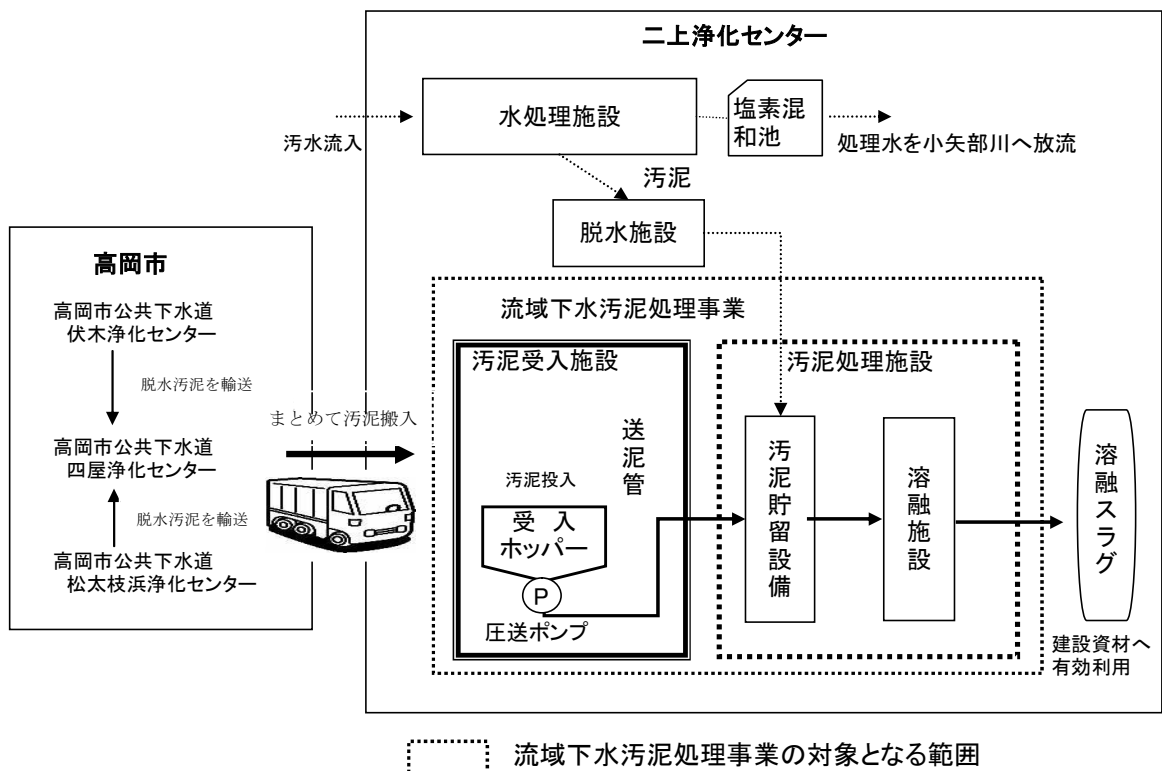 二上浄化センター
汚水流入
水処理施設
塩素混
和池
処理水を小矢部川へ放流
汚泥
脱水施設
高岡市
高岡市公共下水道
伏木浄化センター
脱水汚泥を輸送
高岡市公共下水道
四屋浄化センター
脱水汚泥を輸送
高岡市公共下水道
松太枝浜浄化センター
まとめて汚泥搬入
流域下水汚泥処理事業
汚泥受入施設
送泥管
汚泥投入
受 入
ホッパー
P
圧送ポンプ
汚泥処理施設
汚泥貯留設備
溶融施設
溶融スラグ
建設資材へ
有効利用
流域下水汚泥処理事業の対象となる範囲